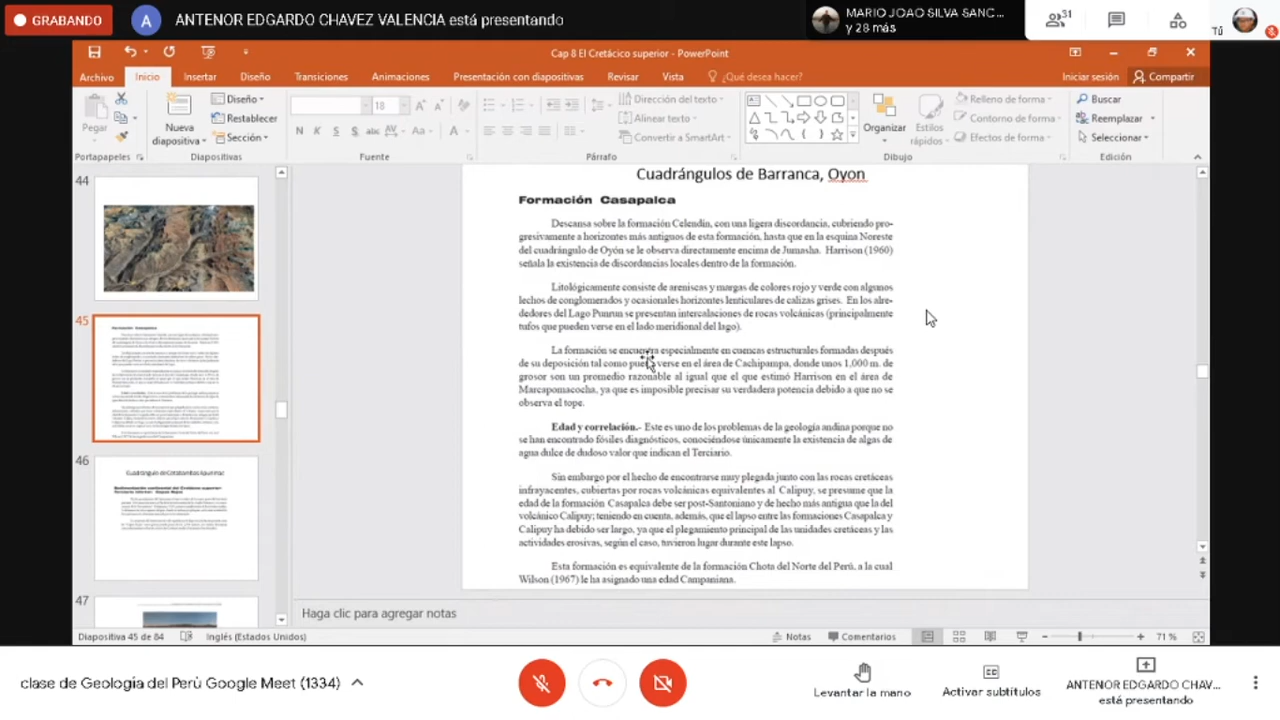 GRABANDO
A
ANTENOR EDGARDO CHAVEZ VALENCIA está presentando
MARIO JOAO SILVA SANC...
y 28 más
31
Tú
Cap 8 El Cretácico superior - PowerPoint
Archivo Inicio Insertar Diseño Transiciones Animaciones Presentación con diapositivas Revisar Vista ¿Qué desea hacer? Iniciar sesión Compartir
Pegar
Nueva
diapositiva
Diseño
Restablecer
Sección
18
N K S S abc AV Aa A
Dirección del texto
Alinear texto
Convertir a SmartArt
Organizar
Estilos
rápidos
Relleno de forma
Contorno de forma
Efectos de forma
Buscar
Reemplazar
Seleccionar
Portapapeles Diapositivas Fuente Párrafo Dibujo Edición
44
45
Formación Casapalca
46
47
Cuadrángulos de Barranca, Oyon
Formación Casapalca
Descansa sobre la formación Celendín, con una ligera discordancia, cubriendo pro-
gresivamente a horizontes más antiguos de esta formación, hasta que en la esquina Noreste
del cuadrángulo de Oyón se le observa directamente encima de Jumasha. Harrison (1960)
señala la existencia de discordancias locales dentro de la formación.
Litológicamente consiste de areniscas y margas de colores rojo y verde con algunos
lechos de conglomerados y ocasionales horizontes lenticulares de calizas grises. En los alre-
dedores del Lago Punrun se presentan intercalaciones de rocas volcánicas (principalmente
tufos que pueden verse en el lado meridional del lago).
La formación se encuentra especialmente en cuencas estructurales formadas después
de su deposición tal como puede verse en el área de Cachipampa, donde unos 1,000 m. de
grosor son un promedio razonable al igual que el que estimó Harrison en el área de
Marcapomacocha, ya que es imposible precisar su verdadera potencia debido a que no se
observa el tope.
Edad y correlación.- Este es uno de los problemas de la geología andina porque no
se han encontrado fósiles diagnósticos, conociéndose únicamente la existencia de algas de
agua dulce de dudoso valor que indican el Terciario.
Sin embargo por el hecho de encontrarse muy plegada junto con las rocas cretáceas
infrayacentes, cubiertas por rocas volcánicas equivalentes al Calipuy, se presume que la
edad de la formación Casapalca debe ser post-Santoniano y de hecho más antigua que la del
volcánico Calipuy; teniendo en cuenta, además, que el lapso entre las formaciones Casapalca y
Calipuy ha debido ser largo, ya que el plegamiento principal de las unidades cretáceas y las
actividades erosivas, según el caso, tuvieron lugar durante este lapso.
Esta formación es equivalente de la formación Chota del Norte del Perú, a la cual
Wilson (1967) le ha asignado una edad Campaniana.
Haga clic para agregar notas
Diapositiva 45 de 84 Inglés (Estados Unidos) Notas Comentarios 71 %
clase de Geología del Perú Google Meet (1334)
Levantar la mano
Activar subtítulos
ANTENOR EDGARDO CHAV...
está presentando